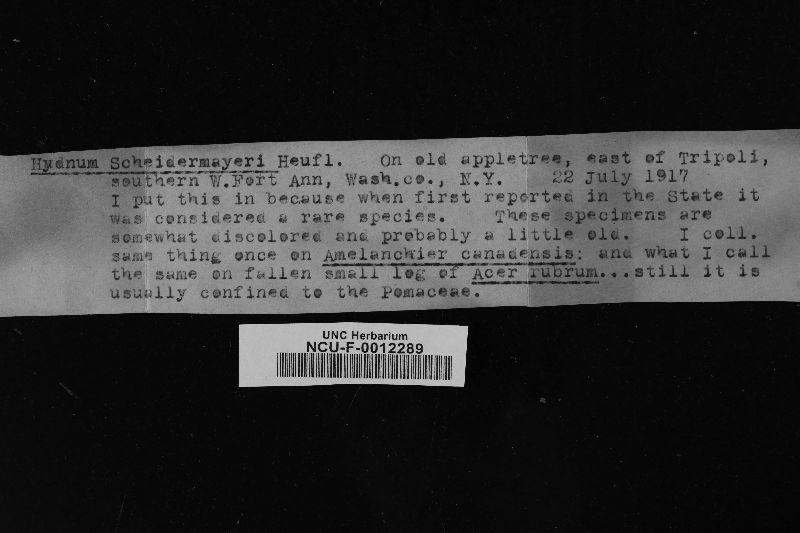 Hydnum Scheidermayeri Heufl. On old appletree, east of Tripoli,
southern W.Fort Ann, Wash.co., N.Y. 22 July 1917
I put this in because when first reported in the State it
was considered a rare species. These specimens are
somewhat discolored and probably a little old. I coll.
same thing once on Amelanchier canadensis: and what I call
the same on fallen small log of Acer rubrum...still it is
usually confined to the Pomaceae.
UNC Herbarium
NCU-F-0012289